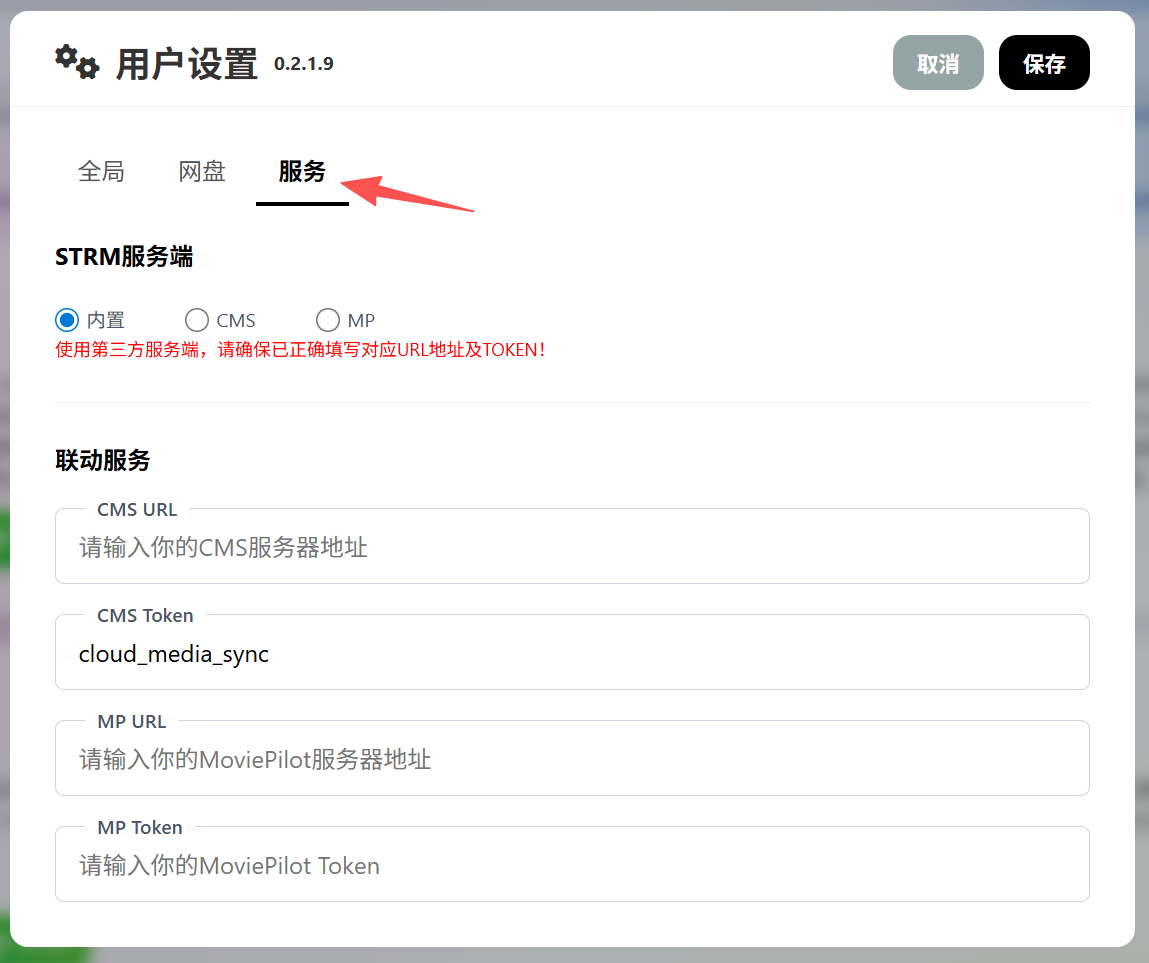 用户设置 0.2.1.9 取消 保存
全局 网盘 服务
STRM服务端
内置 CMS MP
使用第三方服务端，请确保已正确填写对应URL地址及TOKEN！
联动服务
CMS URL
请输入你的CMS服务器地址
CMS Token
cloud_media_sync
MP URL
请输入你的MoviePilot服务器地址
MP Token
请输入你的MoviePilot Token